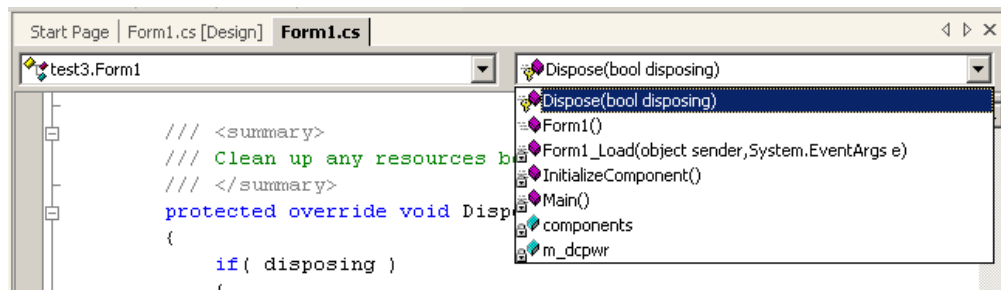 Start Page Form1.cs [Design] Form1.cs
test3.Form1 Dispose(bool disposing)
Dispose(bool disposing)
Form1()
Form1_Load(object sender,System.EventArgs e)
InitializeComponent()
Main()
components
m_dcpwr
/// <summary>
/// Clean up any resources b
/// </summary>
protected override void Disp
{
if( disposing )
{